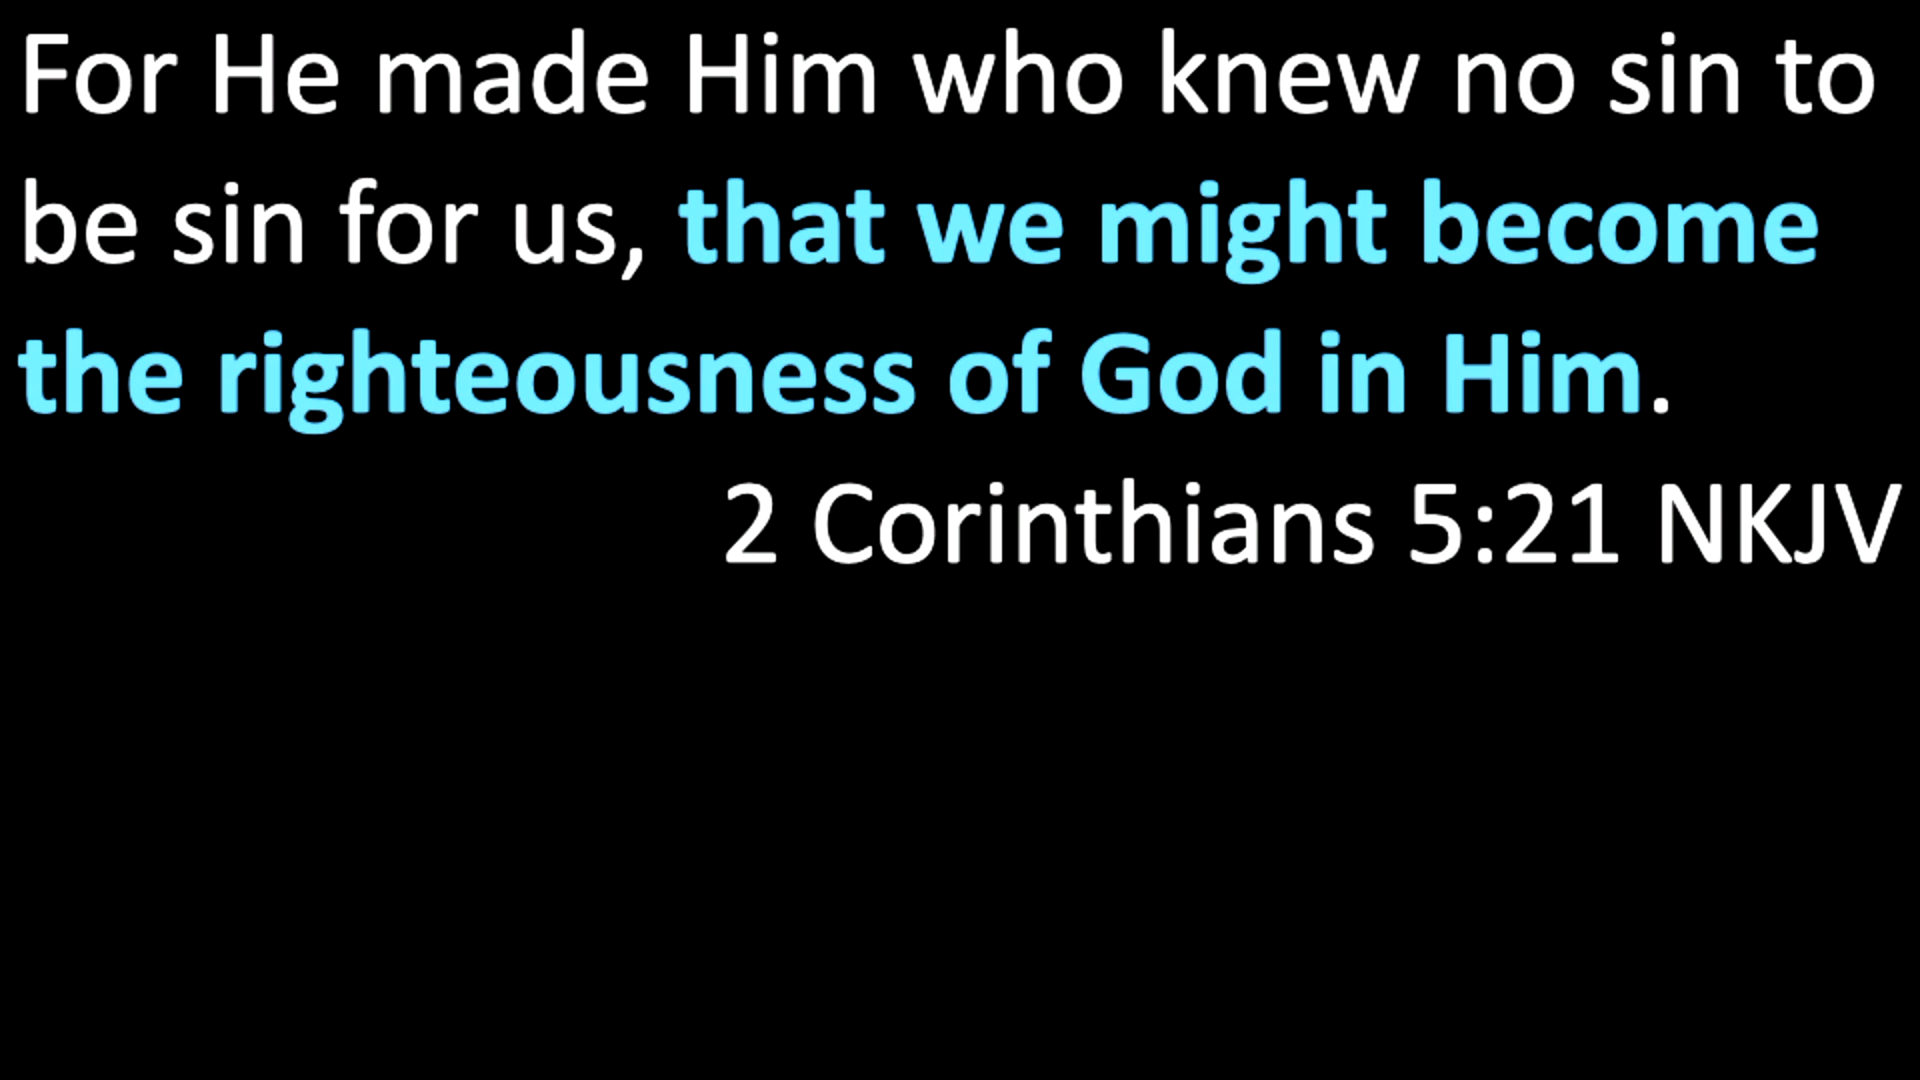 For He made Him who knew no sin to
be sin for us, that we might become
the righteousness of God in Him.
2 Corinthians 5:21 NKJV